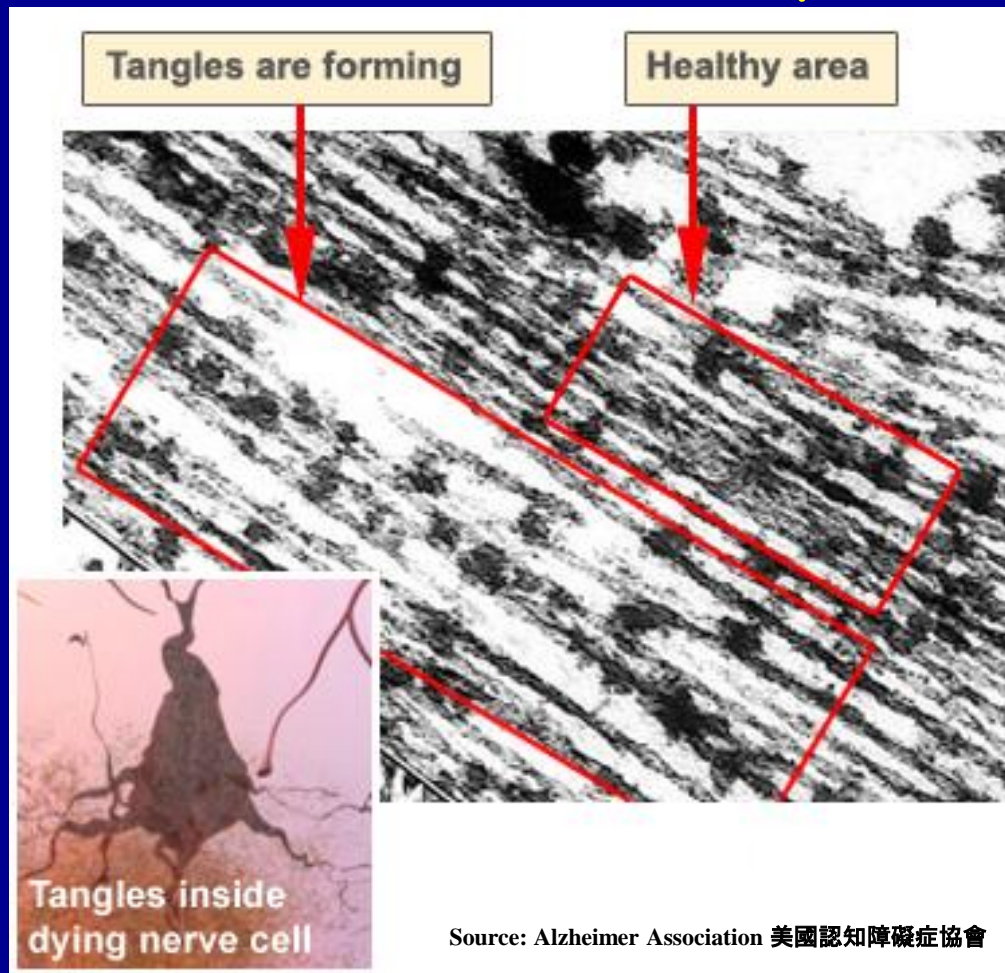 Tangles are forming
Healthy area
Tangles inside
dying nerve cell
Source: Alzheimer Association 美國認知障礙症協會